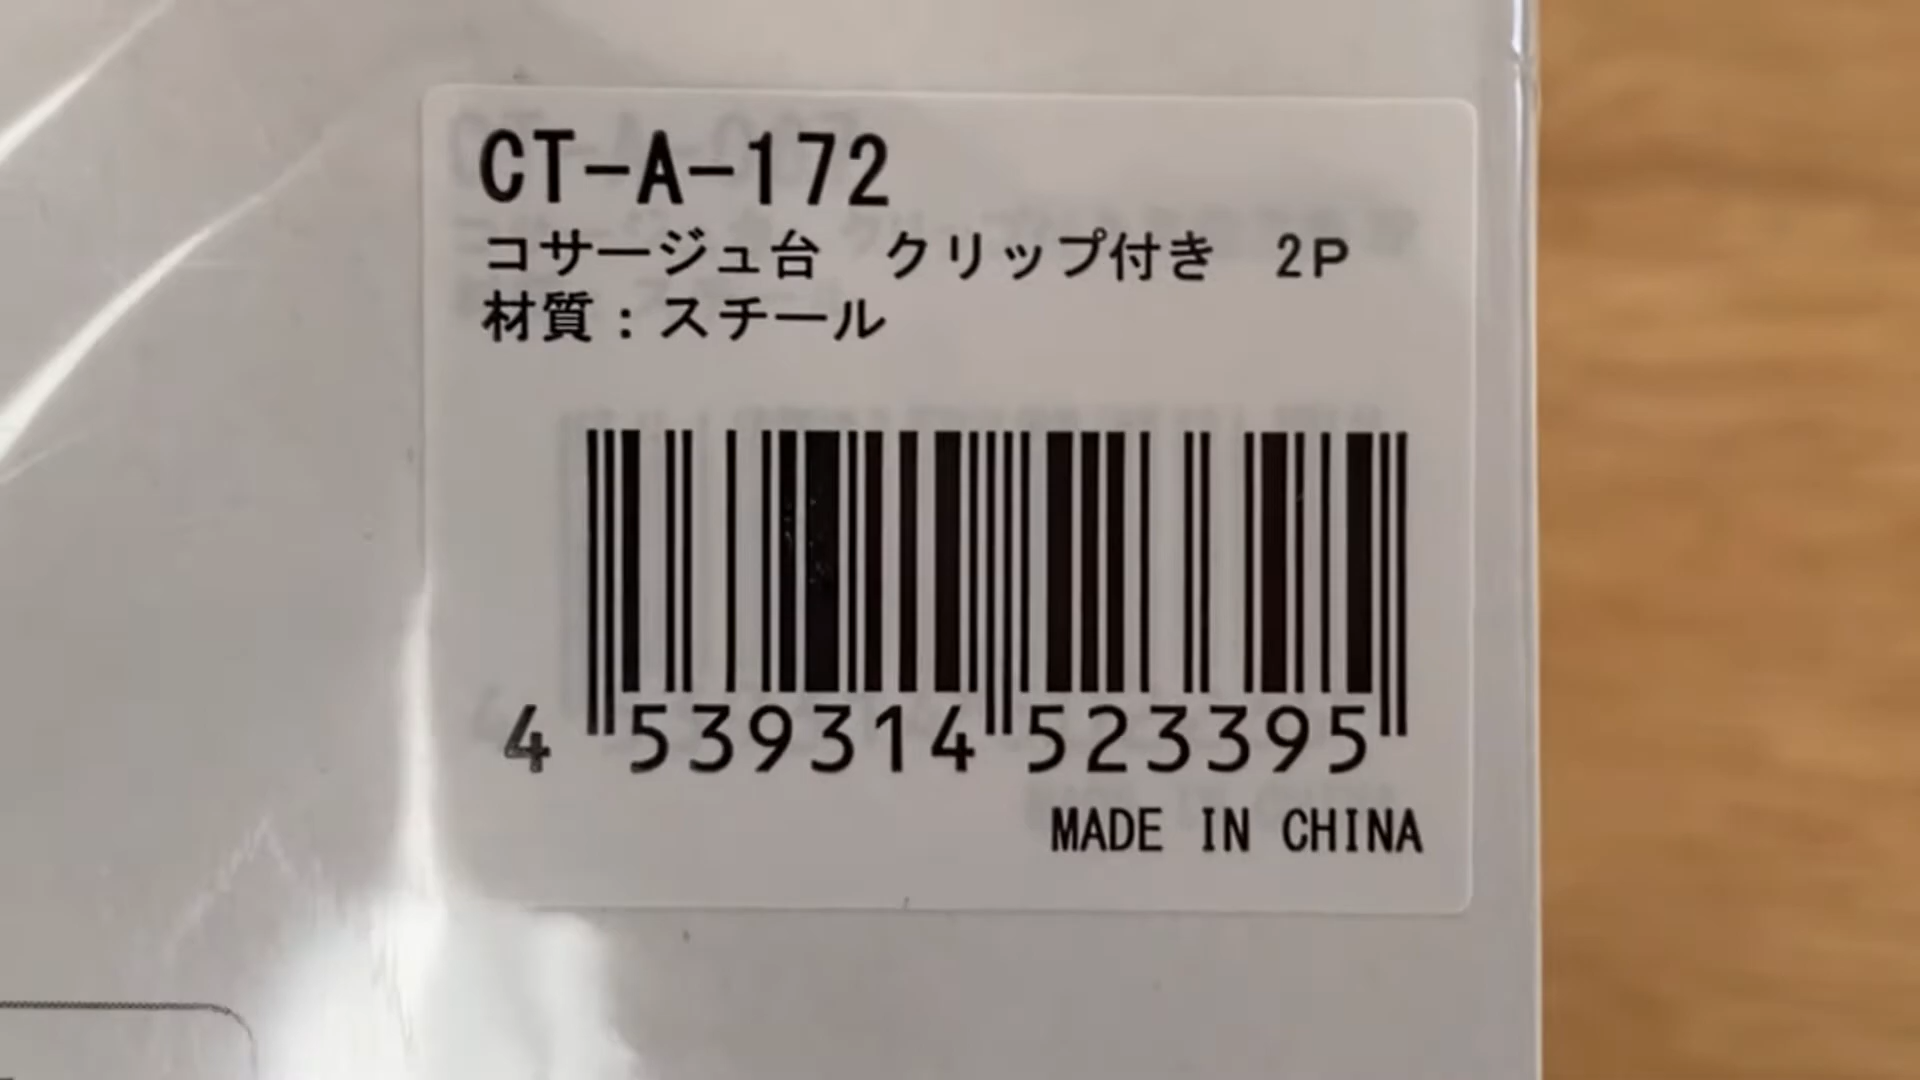 CT-A-172
コサージュ台　クリップ付き　2P
材質：スチール
4 539314 523395
MADE IN CHINA